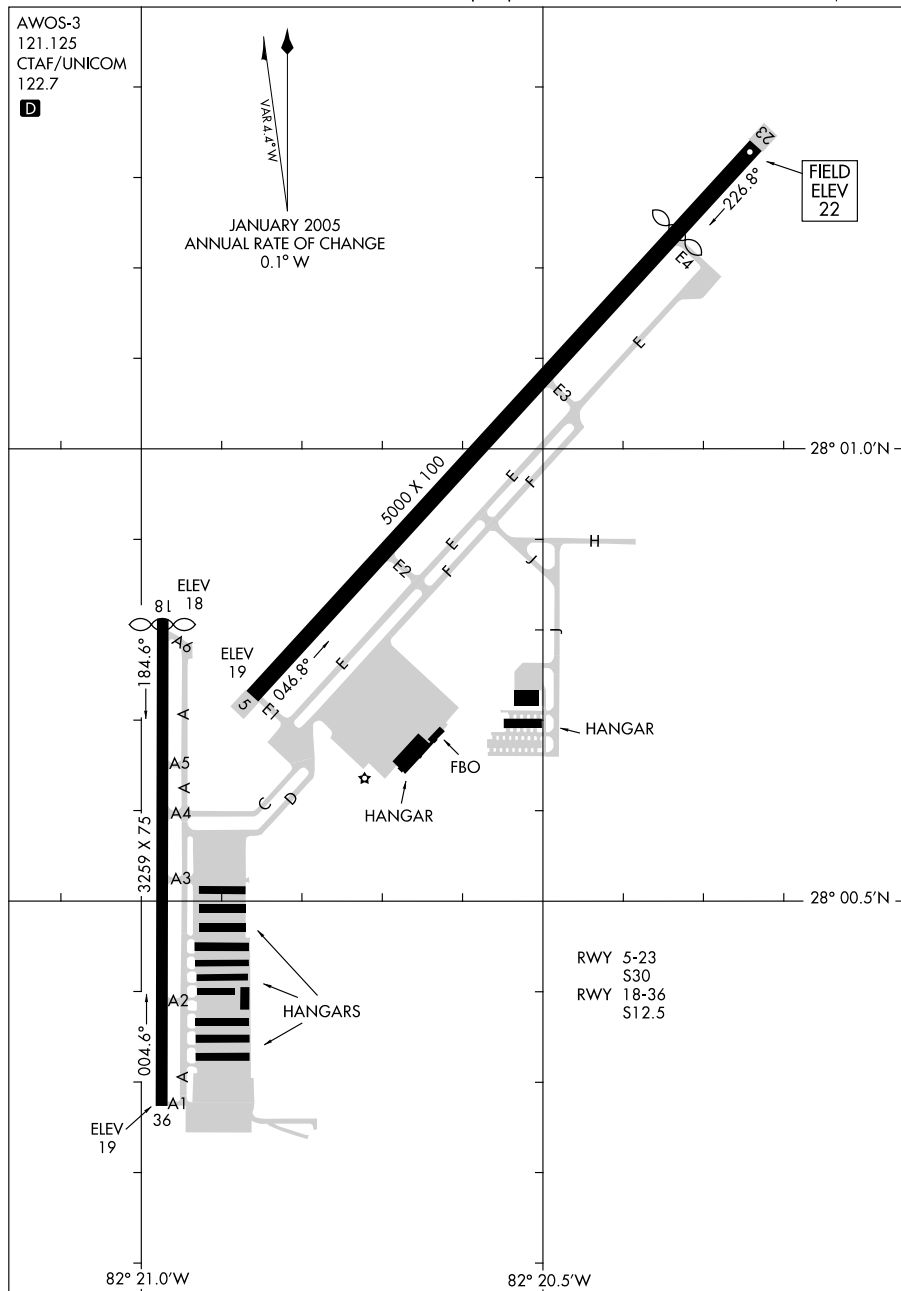 AWOS-3
121.125
CTAF/UNICOM
122.7
D
VAR 4.4° W
JANUARY 2005
ANNUAL RATE OF CHANGE
0.1° W
23
226.8°
FIELD
ELEV
22
E4
E
E3
28° 01.0'N
5000 X 100
E
F
E
F
E2
H
J
J
ELEV
18
18
A6
184.6°
ELEV
19
5
046.8°
E
E1
A
A5
A
A4
C
D
FBO
HANGAR
HANGAR
3259 X 75
A3
28° 00.5'N
RWY 5-23
S30
RWY 18-36
S12.5
A2
HANGARS
004.6°
A
A1
36
ELEV
19
82° 21.0'W
82° 20.5'W